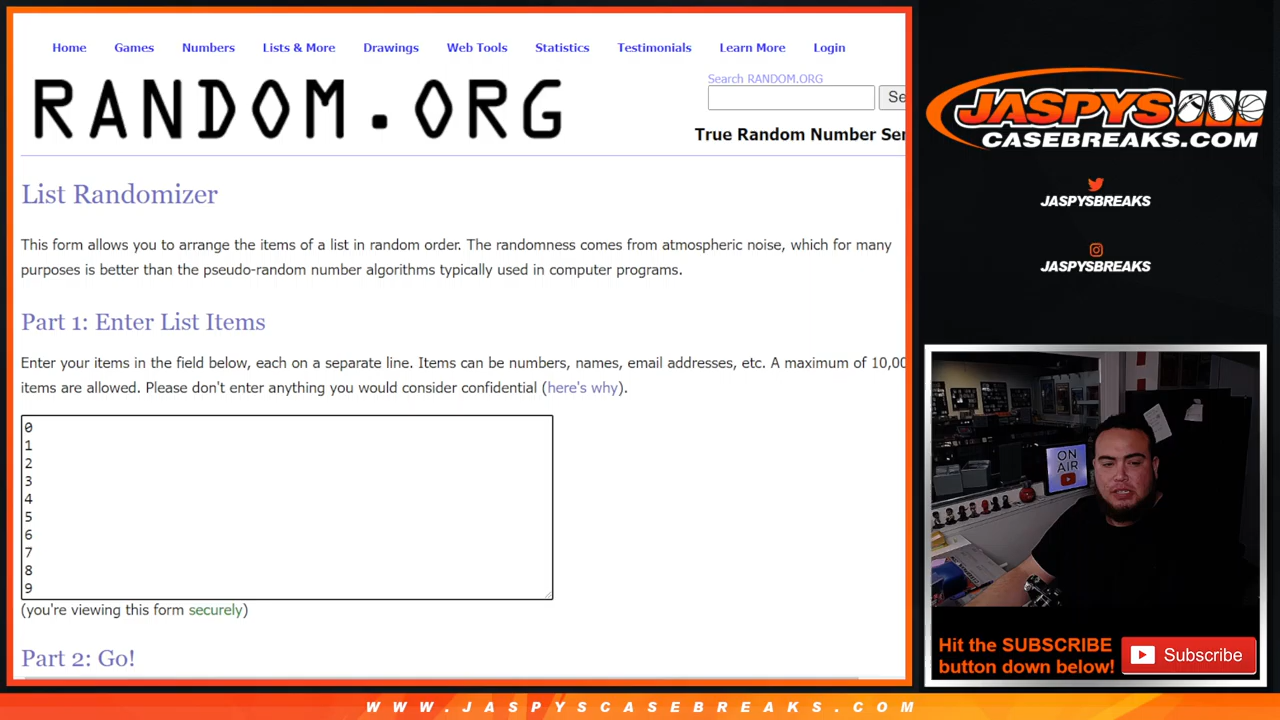 Home Games Numbers Lists & More Drawings Web Tools Statistics Testimonials Learn More Login
RANDOM.ORG
Search RANDOM.ORG
Se
True Random Number Ser
List Randomizer
This form allows you to arrange the items of a list in random order. The randomness comes from atmospheric noise, which for many
purposes is better than the pseudo-random number algorithms typically used in computer programs.
Part 1: Enter List Items
Enter your items in the field below, each on a separate line. Items can be numbers, names, email addresses, etc. A maximum of 10,00
items are allowed. Please don't enter anything you would consider confidential (here's why).
0
1
2
3
4
5
6
7
8
9
(you're viewing this form securely)
Part 2: Go!
JASPYS
CASEBREAKS.COM
JASPYSBREAKS
JASPYSBREAKS
ON
AIR
Hit the SUBSCRIBE
button down below!
Subscribe
WWW.JASPYSCASEBREAKS.COM